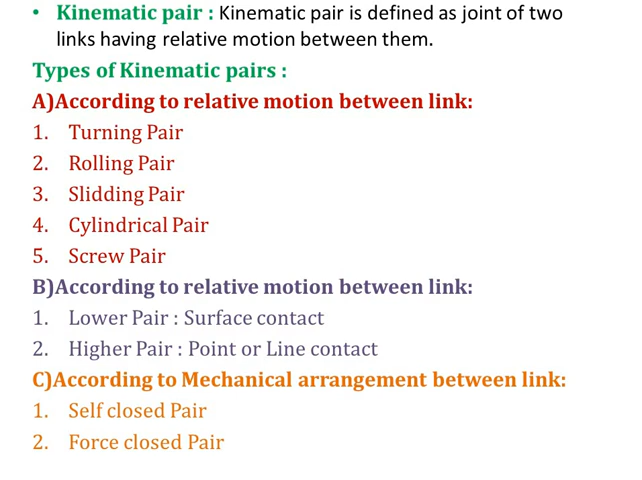 • Kinematic pair : Kinematic pair is defined as joint of two
links having relative motion between them.
Types of Kinematic pairs :
A)According to relative motion between link:
1. Turning Pair
2. Rolling Pair
3. Slidding Pair
4. Cylindrical Pair
5. Screw Pair
B)According to relative motion between link:
1. Lower Pair : Surface contact
2. Higher Pair : Point or Line contact
C)According to Mechanical arrangement between link:
1. Self closed Pair
2. Force closed Pair